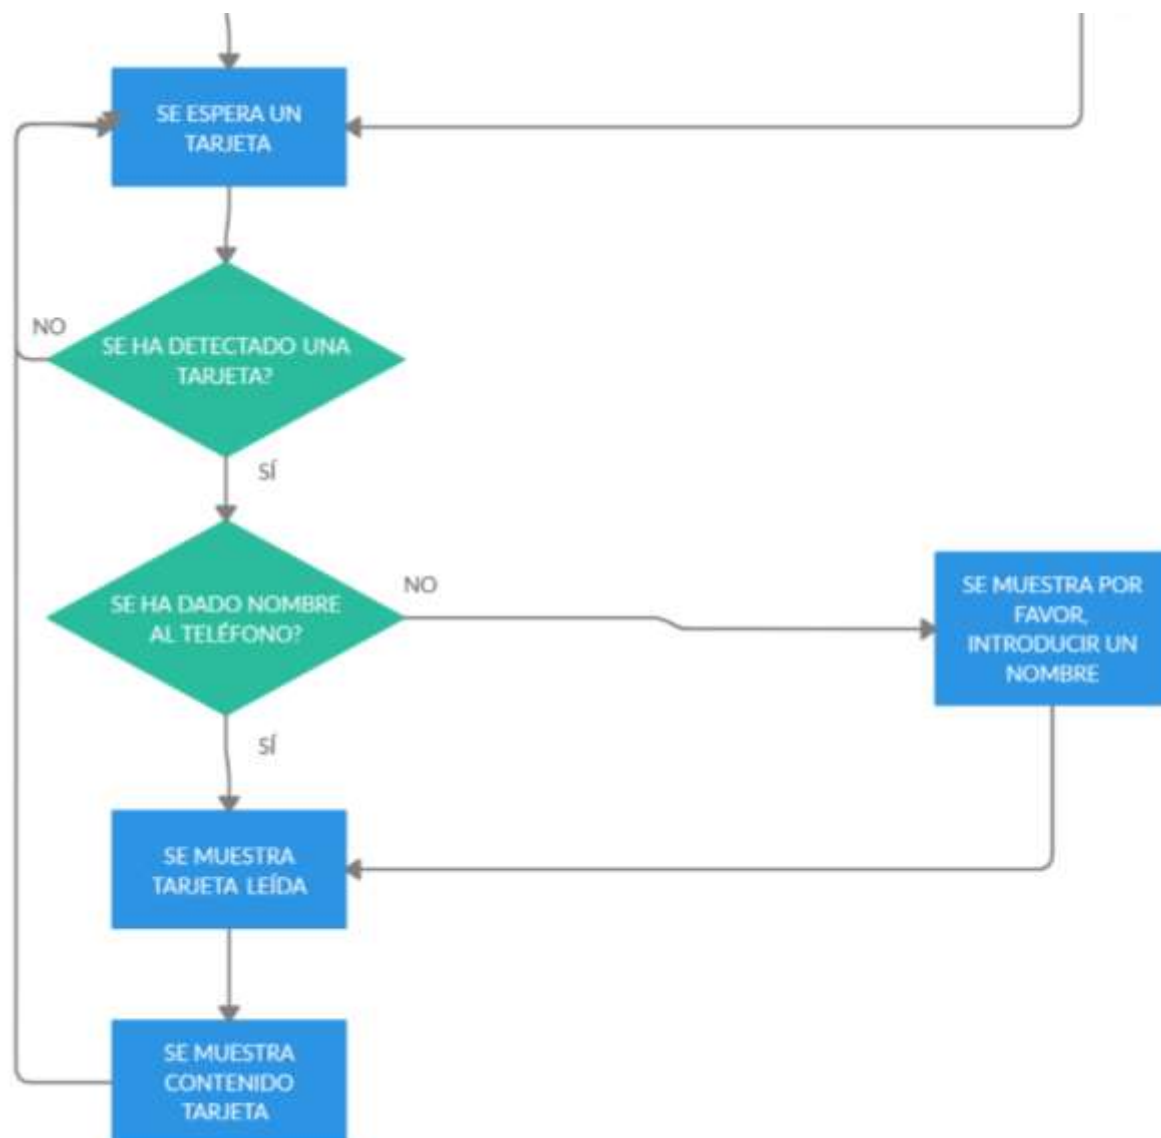 SE ESPERA UN
TARJETA
NO
SE HA DETECTADO UNA
TARJETA?
SÍ
SE HA DADO NOMBRE
AL TELÉFONO?
NO
SE MUESTRA POR
FAVOR,
INTRODUCIR UN
NOMBRE
SÍ
SE MUESTRA
TARJETA LEÍDA
SE MUESTRA
CONTENIDO
TARJETA